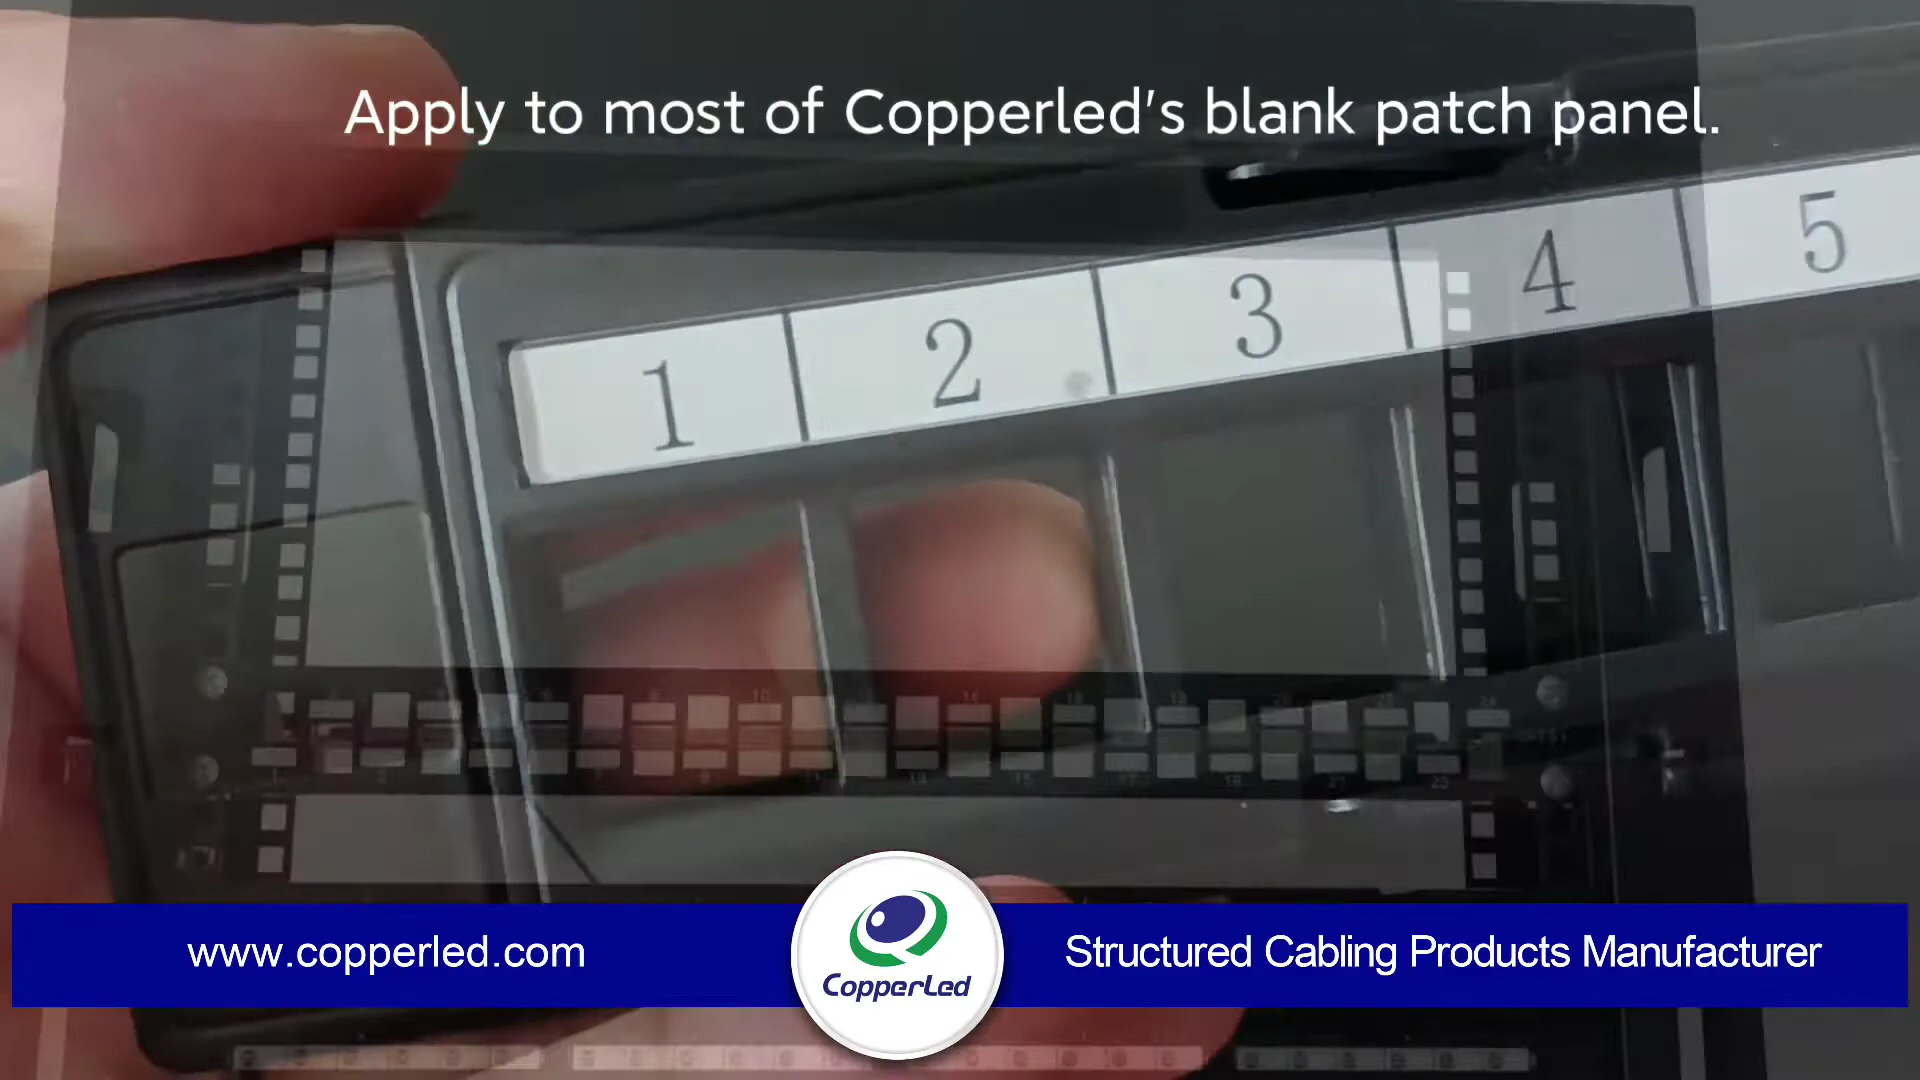 Apply to most of Copperled's blank patch panel.
1 2 3 4 5
www.copperled.com
CopperLed
Structured Cabling Products Manufacturer